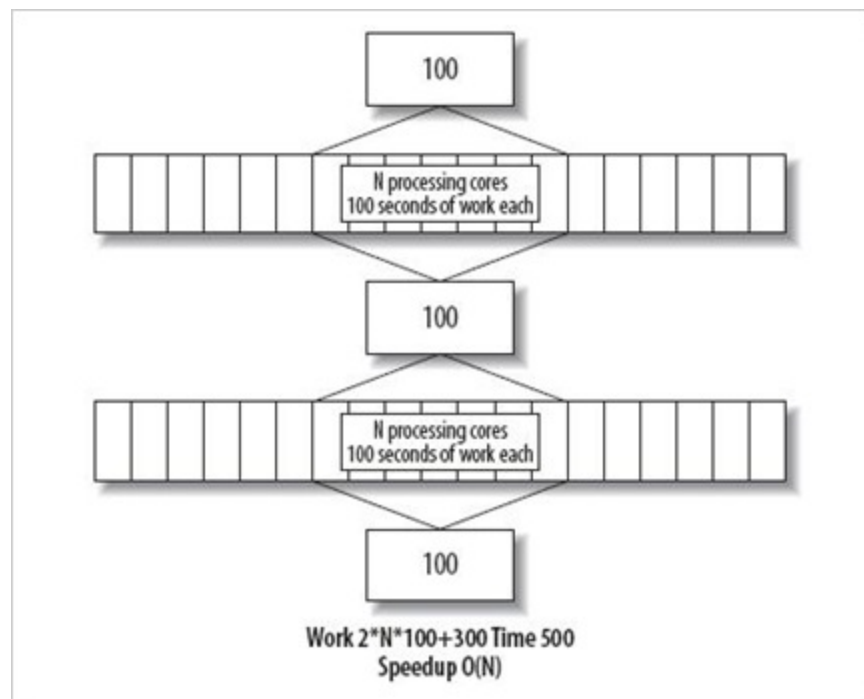 100
N processing cores
100 seconds of work each
100
N processing cores
100 seconds of work each
100
Work 2*N*100+300 Time 500
Speedup O(N)